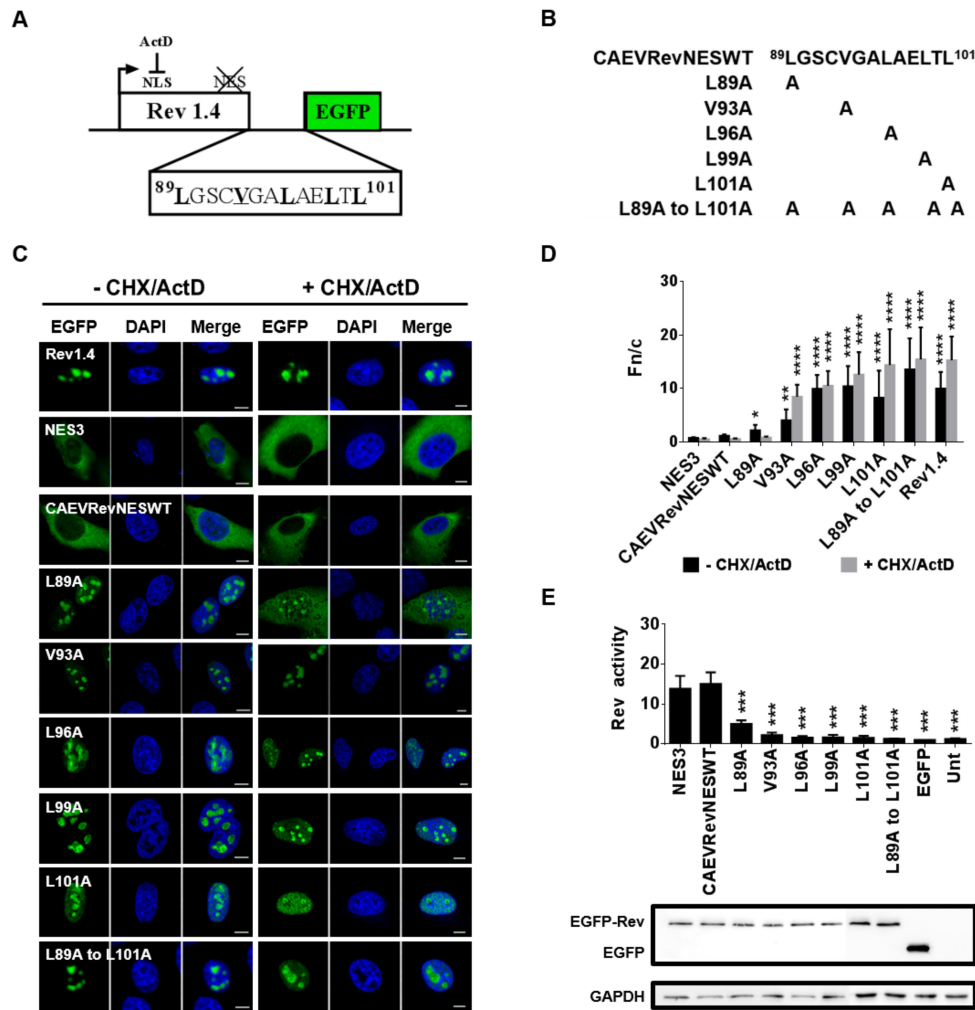 A
ActD
NLS
NES
Rev 1.4
EGFP
89LGSCVGALAELTL101
B
CAEVRevNESWT 89LGSCVGALAELTL101
L89A A
V93A A
L96A A
L99A A
L101A A
L89A to L101A A A A A A
C
- CHX/ActD + CHX/ActD
EGFP DAPI Merge EGFP DAPI Merge
Rev1.4
NES3
CAEVRevNESWT
L89A
V93A
L96A
L99A
L101A
L89A to L101A
D
Fn/c
30
20
10
0
* ** **** **** **** **** **** **** **** **** **** **** ****
NES3
CAEVRevNESWT
L89A
V93A
L96A
L99A
L101A
L89A to L101A
Rev1.4
- CHX/ActD + CHX/ActD
E
Rev activity
30
20
10
0
*** *** *** *** *** *** *** ***
NES3
CAEVRevNESWT
L89A
V93A
L96A
L99A
L101A
L89A to L101A
EGFP
Unt
EGFP-Rev
EGFP
GAPDH